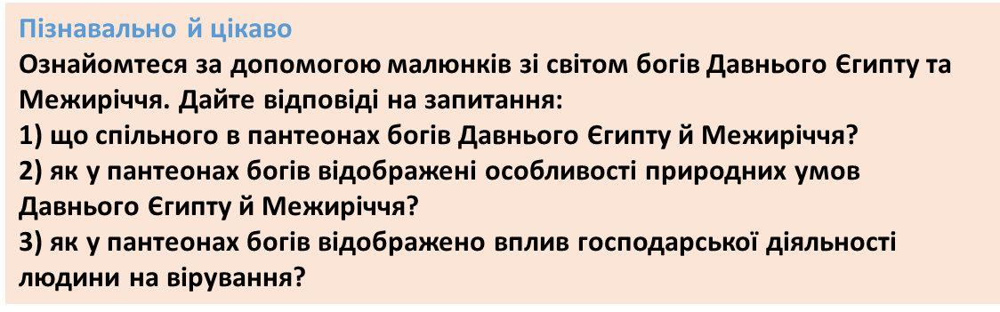 Пізнавально й цікаво
Ознайомтеся за допомогою малюнків зі світом богів Давнього Єгипту та
Межиріччя. Дайте відповіді на запитання:
1) що спільного в пантеонах богів Давнього Єгипту й Межиріччя?
2) як у пантеонах богів відображені особливості природних умов
Давнього Єгипту й Межиріччя?
3) як у пантеонах богів відображено вплив господарської діяльності
людини на вірування?